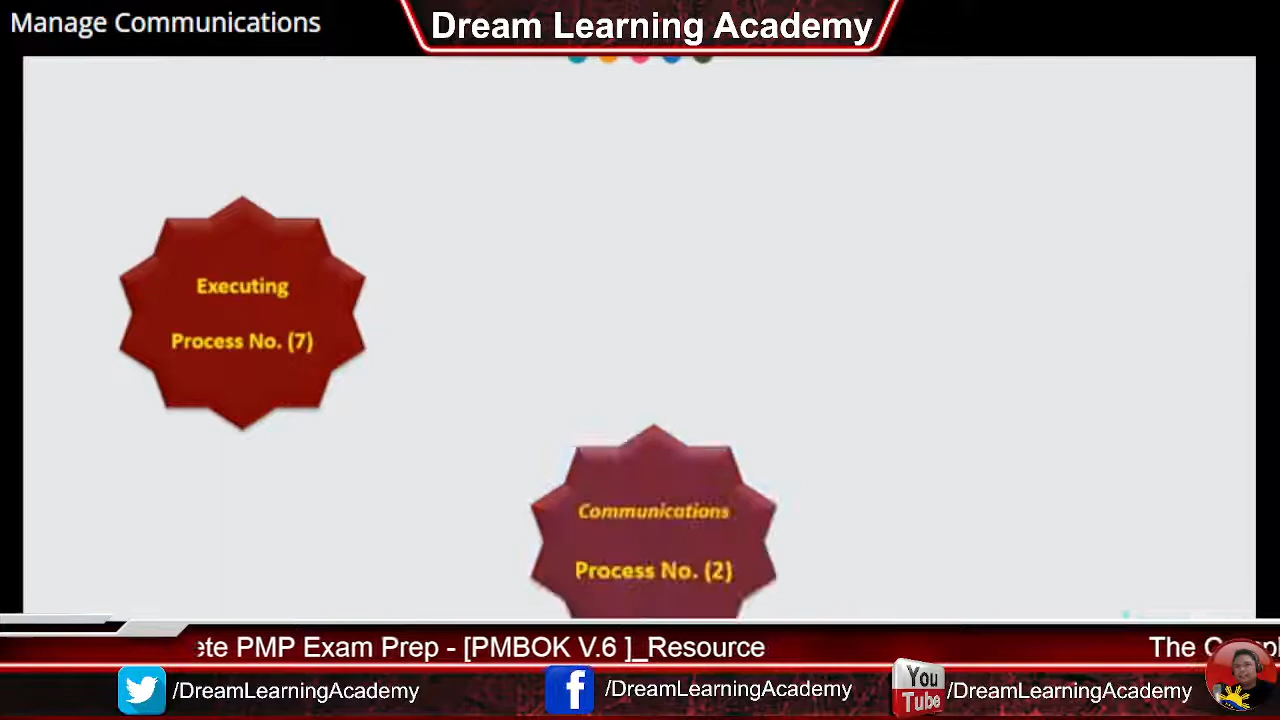 Manage Communications
Dream Learning Academy
Executing
Process No. (7)
Communications
Process No. (2)
PMP Exam Prep - [PMBOK V.6 ]_Resource
The
/DreamLearningAcademy
/DreamLearningAcademy
You
Tube
/DreamLearningAcademy